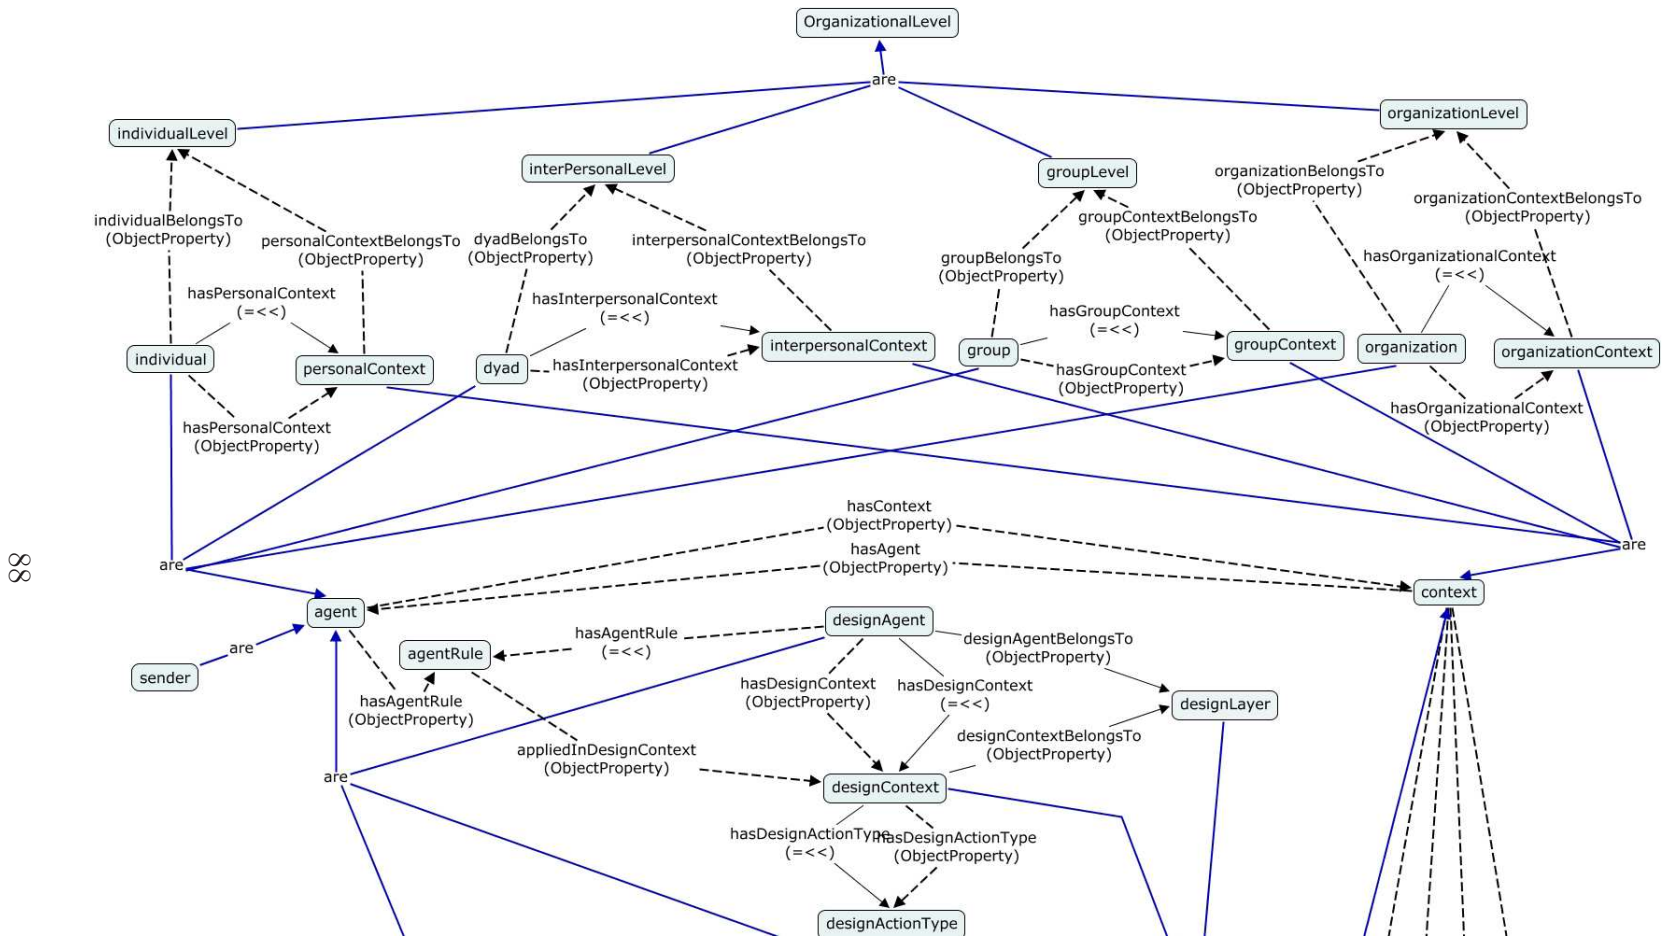 OrganizationalLevel
are
individualLevel
interPersonalLevel
groupLevel
organizationLevel
individualBelongsTo
(ObjectProperty)
personalContextBelongsTo
(ObjectProperty)
dyadBelongsTo
(ObjectProperty)
interpersonalContextBelongsTo
(ObjectProperty)
groupBelongsTo
(ObjectProperty)
groupContextBelongsTo
(ObjectProperty)
organizationBelongsTo
(ObjectProperty)
organizationContextBelongsTo
(ObjectProperty)
hasPersonalContext
(=<<)
hasInterpersonalContext
(=<<)
hasGroupContext
(=<<)
hasOrganizationalContext
(=<<)
individual
personalContext
dyad
interpersonalContext
group
groupContext
organization
organizationContext
hasPersonalContext
(ObjectProperty)
hasInterpersonalContext
(ObjectProperty)
hasGroupContext
(ObjectProperty)
hasOrganizationalContext
(ObjectProperty)
hasContext
(ObjectProperty)
hasAgent
(ObjectProperty)
are
are
88
agent
context
are
sender
agentRule
hasAgentRule
(=<<)
designAgent
designAgentBelongsTo
(ObjectProperty)
hasAgentRule
(ObjectProperty)
hasDesignContext
(ObjectProperty)
hasDesignContext
(=<<)
designLayer
designContextBelongsTo
(ObjectProperty)
appliedInDesignContext
(ObjectProperty)
are
designContext
hasDesignActionType
(=<<)
hasDesignActionType
(ObjectProperty)
designActionType